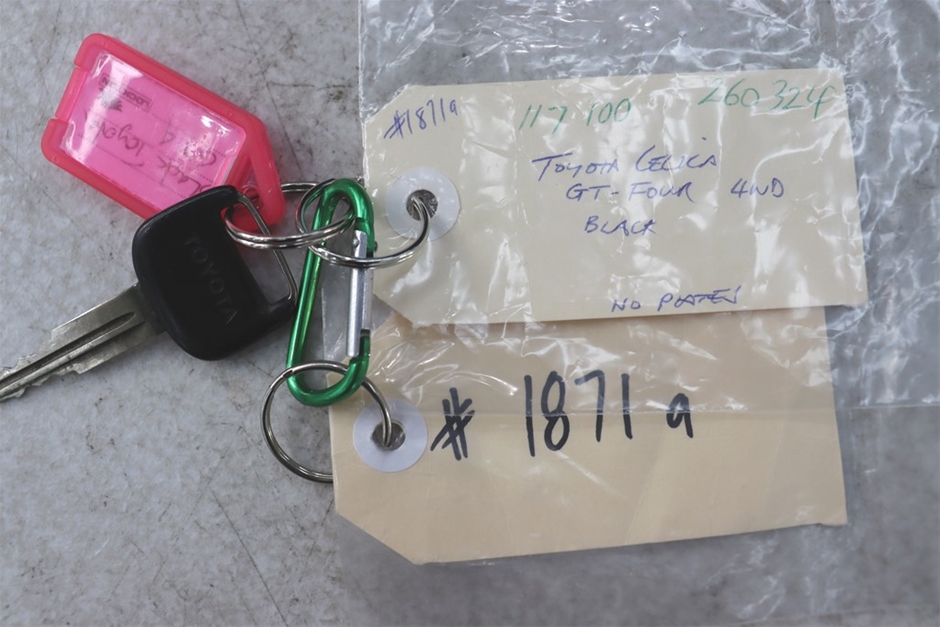 #1871a
117 100
260324
TOYOTA CELICA
GT-FOUR 4WD
BLACK
NO PLATES
# 1871a
TOYOTA